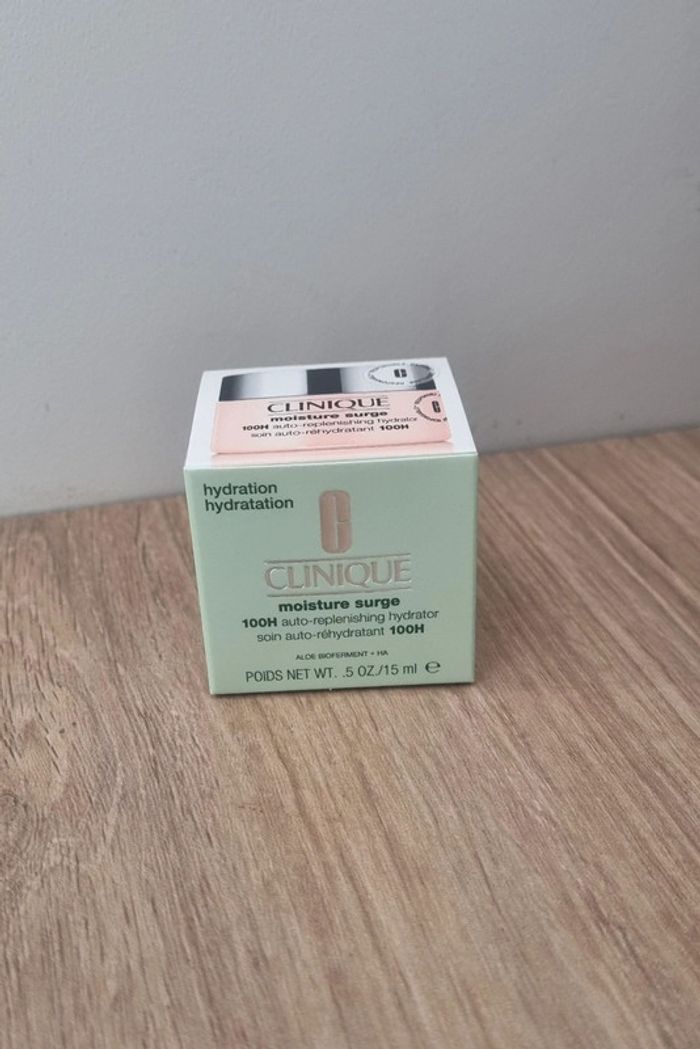 CLINIQUE
moisture surge
100H auto-replenishing hydrator
soin auto-réhydratant 100H
hydration
hydratation
CLINIQUE
moisture surge
100H auto-replenishing hydrator
soin auto-réhydratant 100H
ALOE BIOFERMENT + HA
POIDS NET WT. .5 OZ./15 ml e